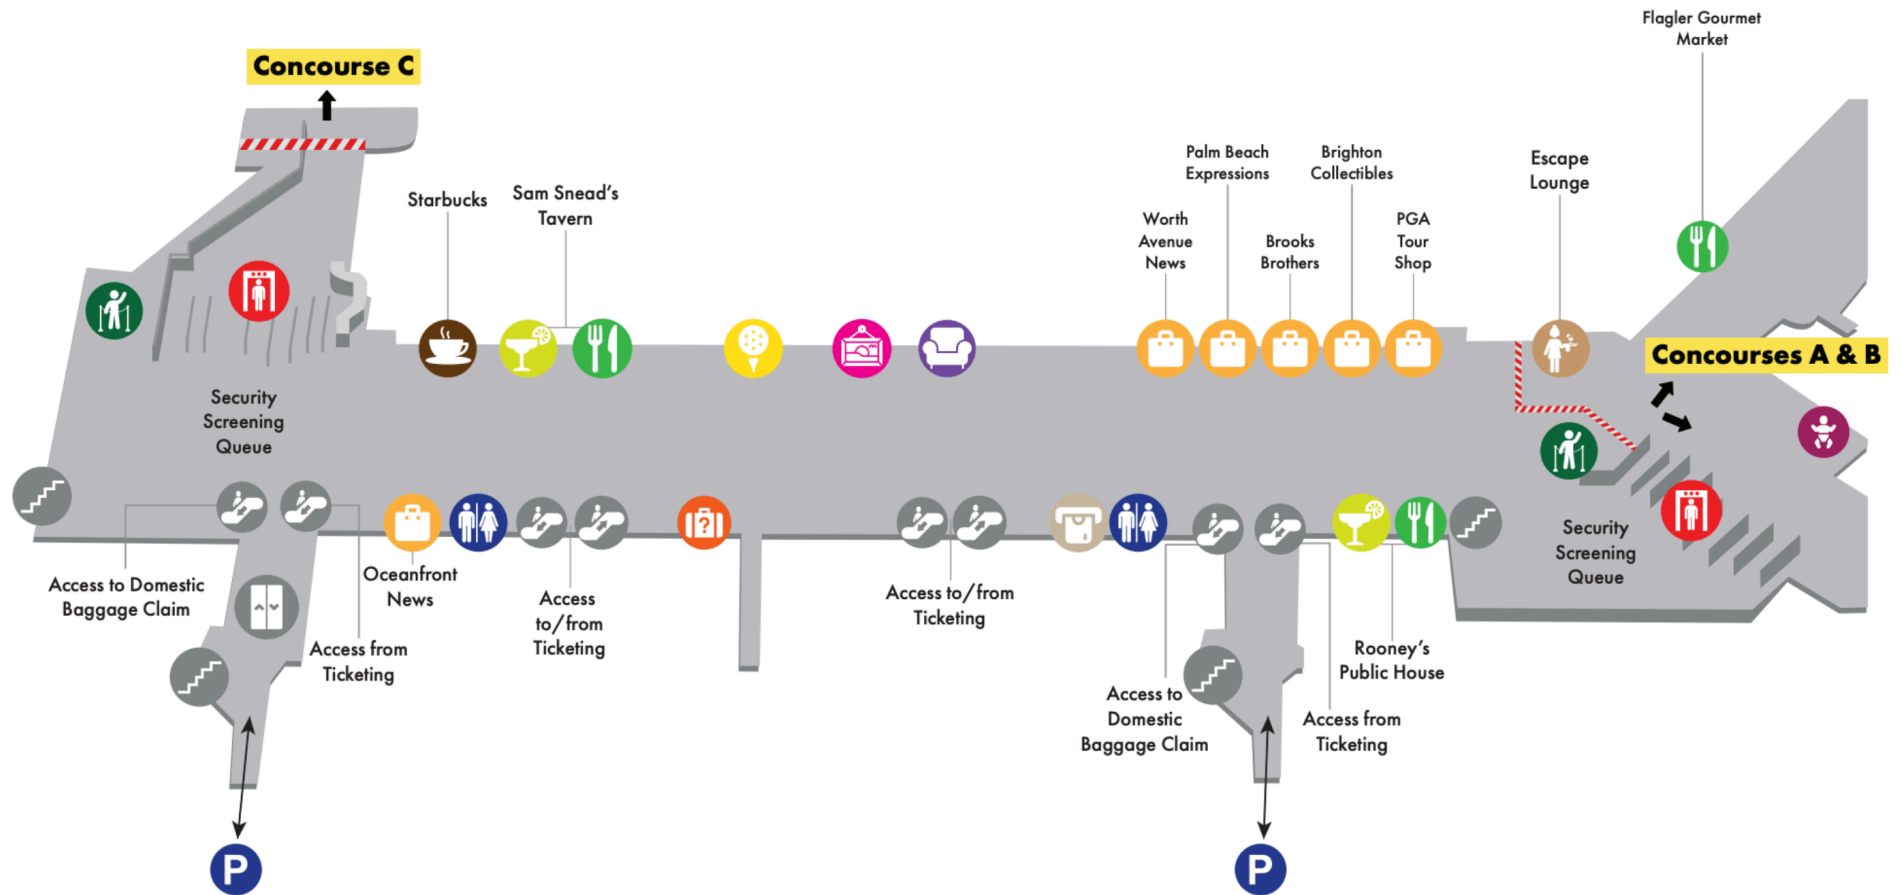 Flagler Gourmet
Market
Concourse C
Palm Beach
Expressions
Brighton
Collectibles
Escape
Lounge
Starbucks
Sam Snead's
Tavern
Worth
Avenue
News
Brooks
Brothers
PGA
Tour
Shop
Concourses A & B
Security
Screening
Queue
Security
Screening
Queue
?
Access to Domestic
Baggage Claim
Oceanfront
News
Access
to/from
Ticketing
Access to/from
Ticketing
Access from
Ticketing
Rooney's
Public House
Access to
Domestic
Baggage Claim
Access from
Ticketing
P
P